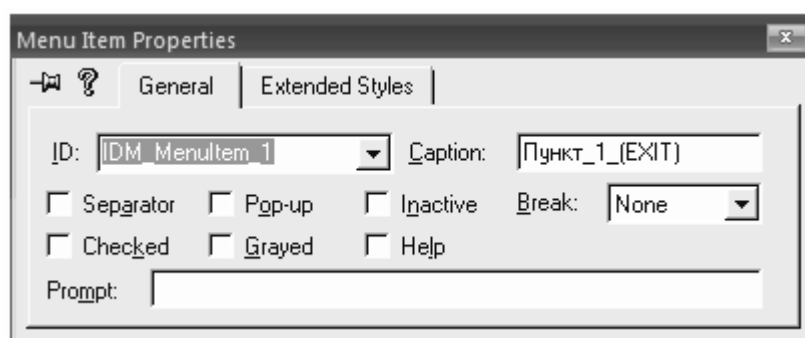 Menu Item Properties
General Extended Styles
ID: IDM_MenuItem_1 Caption: Пункт_1_(EXIT)
Separator Pop-up Inactive Break: None
Checked Grayed Help
Prompt: